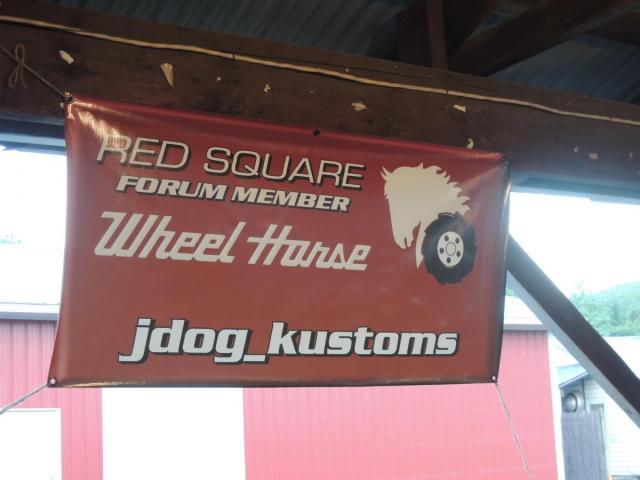 RED SQUARE
FORUM MEMBER
Wheel Horse
jdog_kustoms